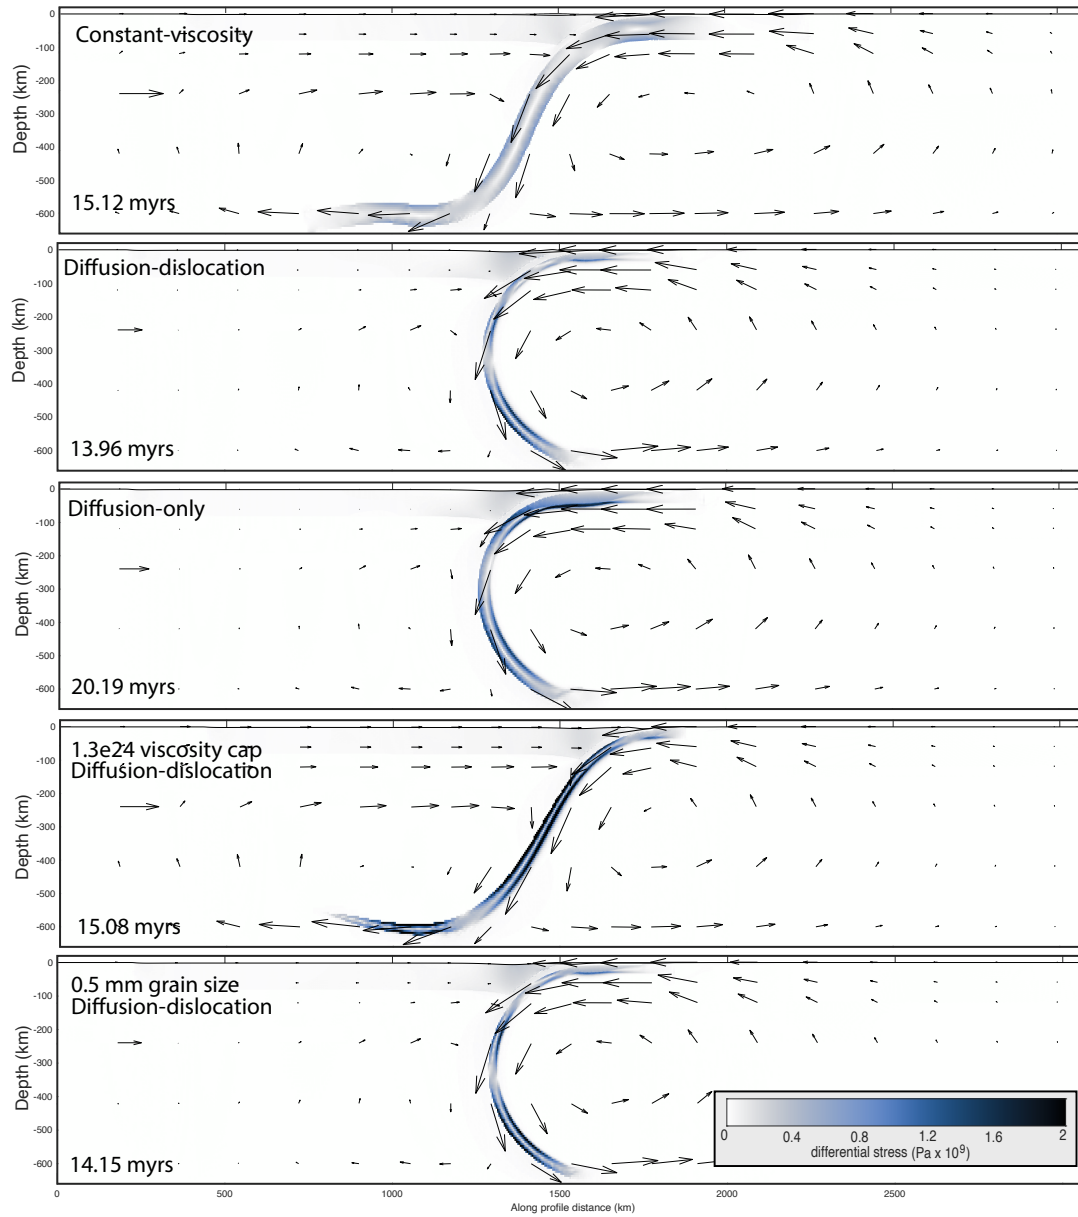 Constant-viscosity
0
-100
-200
-300
-400
-500
-600
Depth (km)
15.12 myrs
Diffusion-dislocation
0
-100
-200
-300
-400
-500
-600
Depth (km)
13.96 myrs
Diffusion-only
0
-100
-200
-300
-400
-500
-600
Depth (km)
20.19 myrs
1.3e24 viscosity cap
Diffusion-dislocation
0
-100
-200
-300
-400
-500
-600
Depth (km)
15.08 myrs
0.5 mm grain size
Diffusion-dislocation
0
-100
-200
-300
-400
-500
-600
Depth (km)
14.15 myrs
0 0.4 0.8 1.2 1.6 2
differential stress (Pa x 10⁹)
0 500 1000 1500 2000 2500
Along profile distance (km)